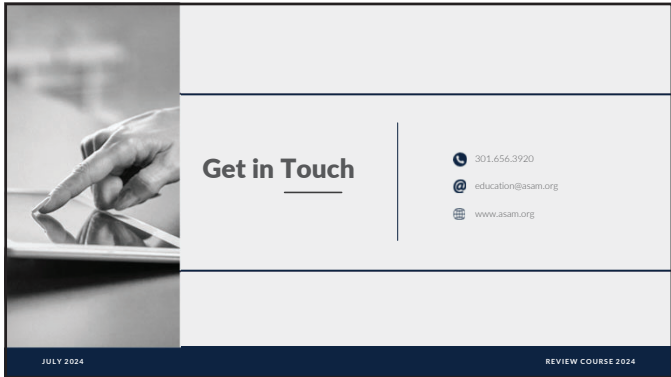 Get in Touch
301.656.3920
education@asam.org
www.asam.org
JULY 2024
REVIEW COURSE 2024